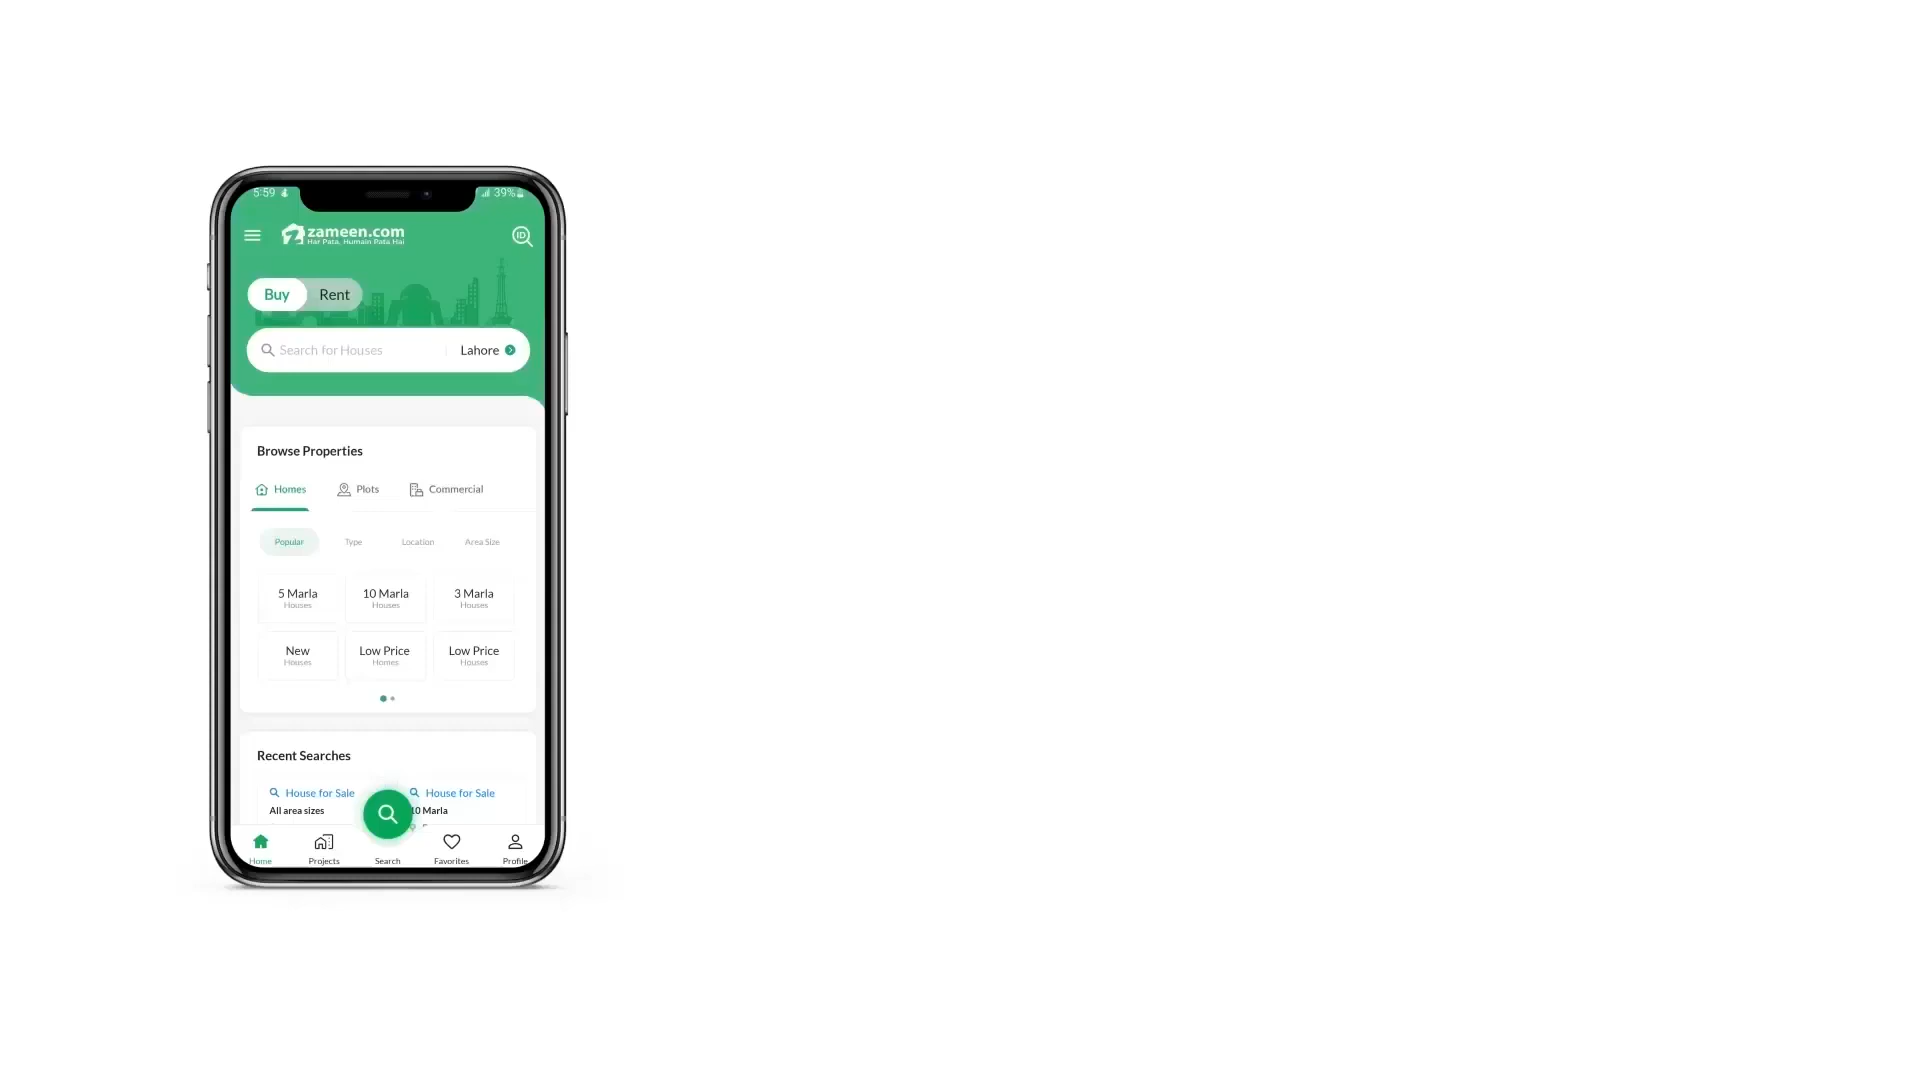 5:59
39%
zameen.com
Har Pata, Humain Pata Hai
ID
Buy Rent
Search for Houses Lahore
Browse Properties
Homes Plots Commercial
Popular Type Location Area Size
5 Marla 10 Marla 3 Marla
Houses Houses Houses
New Low Price Low Price
Houses Homes Houses
Recent Searches
House for Sale House for Sale
All area sizes 10 Marla
Home Projects Search Favorites Profile